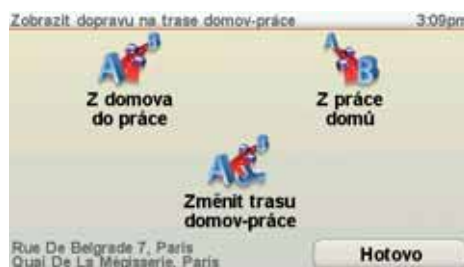 Zobrazit dopravu na trase domov-práce 3:09pm
A B
Z domova
do práce
A B
Z práce
domů
A B
Změnit trasu
domov-práce
Rue De Belgrade 7, Paris
Quai De La Mégisserie, Paris
Hotovo